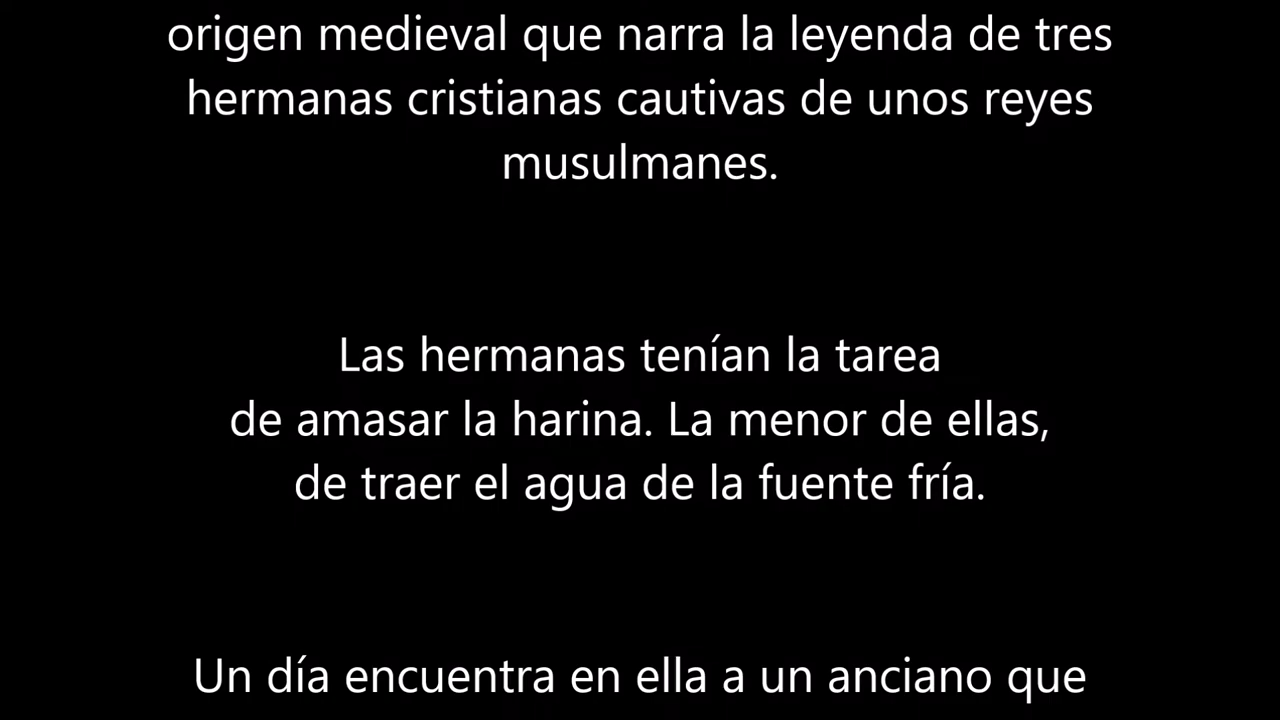 origen medieval que narra la leyenda de tres
hermanas cristianas cautivas de unos reyes
musulmanes.
Las hermanas tenían la tarea
de amasar la harina. La menor de ellas,
de traer el agua de la fuente fría.
Un día encuentra en ella a un anciano que